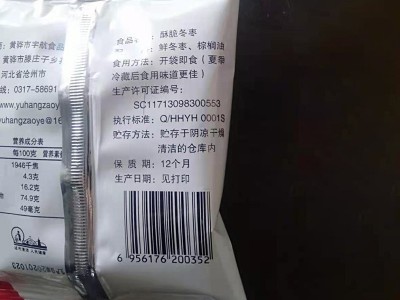 食品名称：酥脆冬枣
料：鲜冬枣、棕榈油
食用方法：开袋即食（夏季
冷藏后食用味道更佳）
生产许可证编号：
SC11713098300553
执行标准：Q/HHYH 0001S
贮存方法：贮存于阴凉干燥
清洁的仓库内
保 质 期：12个月
生产日期：见打印
6 956176 200352
商：黄骅市宇航食品
黄骅市滕庄子乡
河北省沧州市
0317-58691
www.yuhangzaoye
yuhangzaoye@16
营养成分表
每100克
营养素
1946千焦
4.3克
16.2克
74.9克
49毫克
20201023